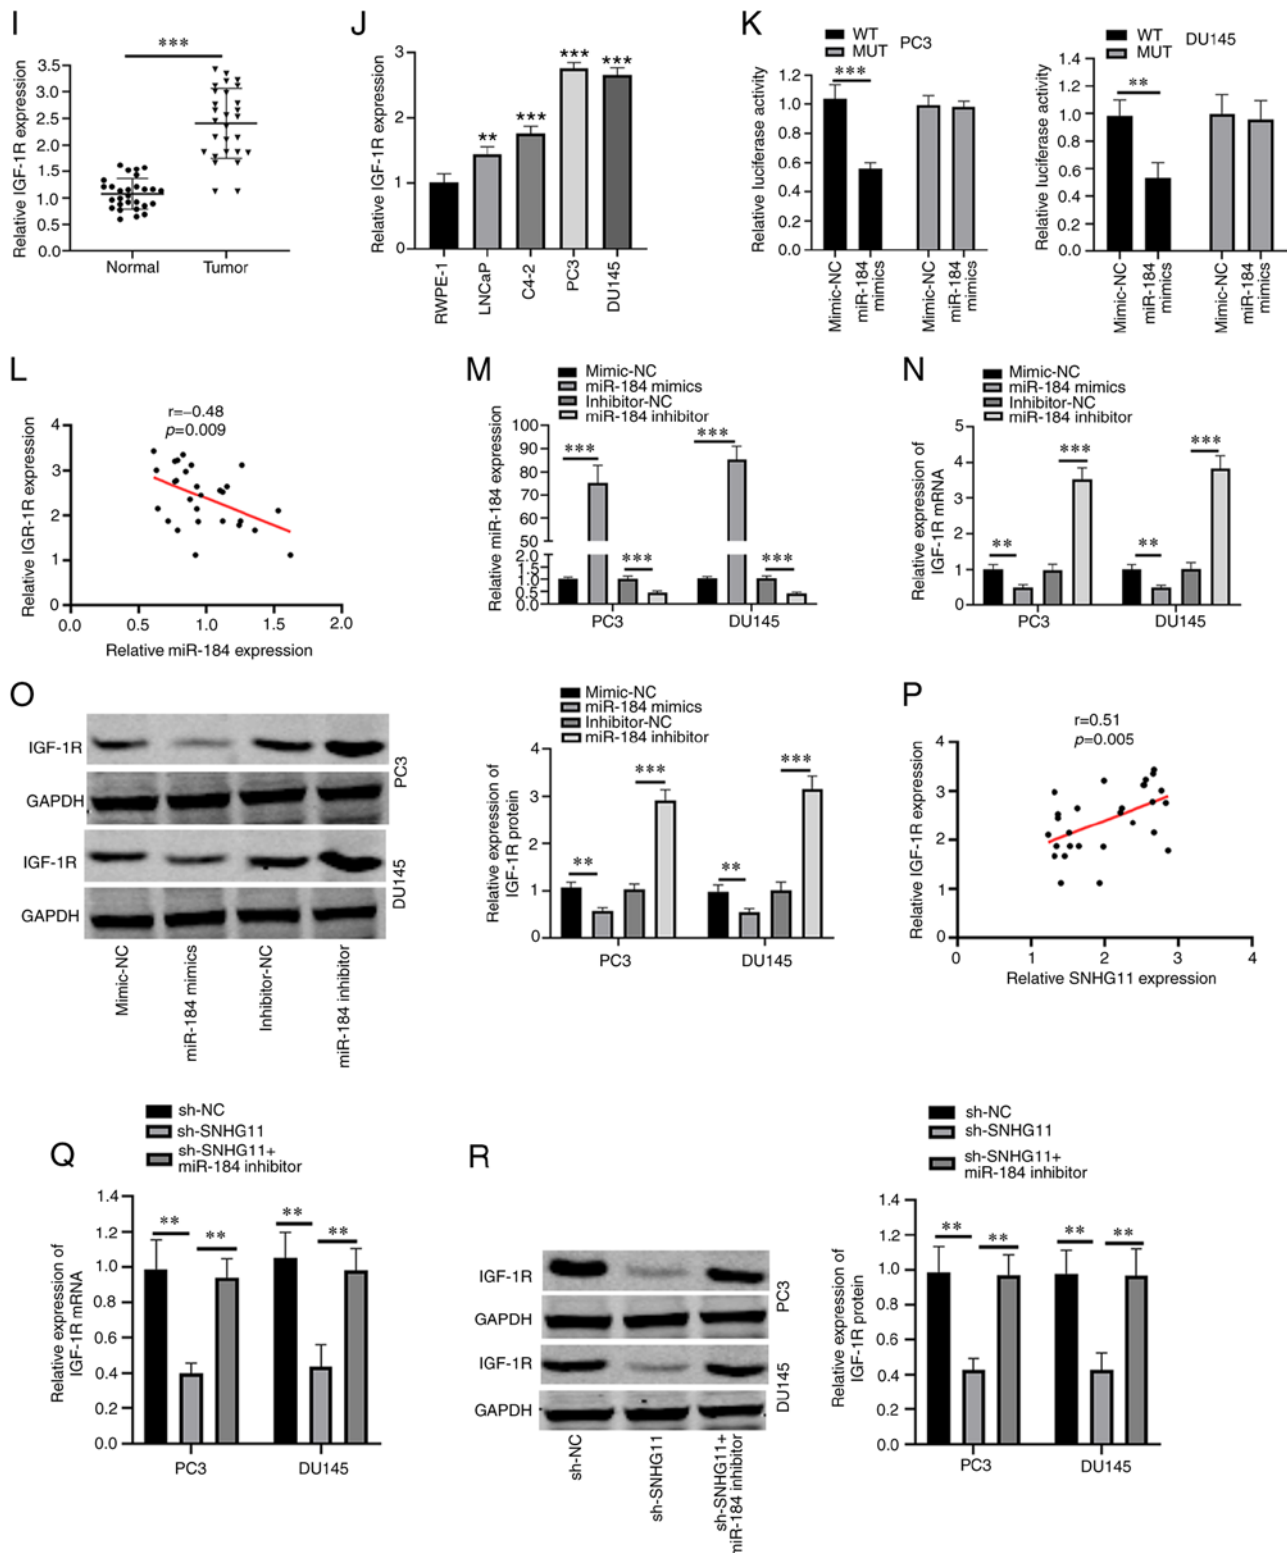 I
***
Relative IGF-1R expression
3.5
3.0
2.5
2.0
1.5
1.0
0.5
0.0
Normal
Tumor
J
Relative IGF-1R expression
3
2
1
0
**
***
***
***
RWPE-1
LNCaP
C4-2
PC3
DU145
K
WT
MUT
PC3
Relative luciferase activity
1.2
1.0
0.8
0.6
0.4
0.2
0.0
***
Mimic-NC
miR-184
mimics
Mimic-NC
miR-184
mimics
WT
MUT
DU145
Relative luciferase activity
1.4
1.2
1.0
0.8
0.6
0.4
0.2
0.0
**
Mimic-NC
miR-184
mimics
Mimic-NC
miR-184
mimics
L
r=−0.48
p=0.009
Relative IGR-1R expression
4
3
2
1
0
0.0
0.5
1.0
1.5
2.0
Relative miR-184 expression
M
Mimic-NC
miR-184 mimics
Inhibitor-NC
miR-184 inhibitor
Relative miR-184 expression
100
90
80
70
60
50
2.0
1.5
1.0
0.5
0.0
***
***
***
***
PC3
DU145
N
Mimic-NC
miR-184 mimics
Inhibitor-NC
miR-184 inhibitor
Relative expression of
IGF-1R mRNA
5
4
3
2
1
0
**
***
**
***
PC3
DU145
O
IGF-1R
GAPDH
PC3
IGF-1R
GAPDH
DU145
Mimic-NC
miR-184 mimics
Inhibitor-NC
miR-184 inhibitor
Mimic-NC
miR-184 mimics
Inhibitor-NC
miR-184 inhibitor
Relative expression of
IGF-1R protein
4
3
2
1
0
**
***
**
***
PC3
DU145
P
r=0.51
p=0.005
Relative IGF-1R expression
4
3
2
1
0
0
1
2
3
4
Relative SNHG11 expression
Q
sh-NC
sh-SNHG11
sh-SNHG11+
miR-184 inhibitor
Relative expression of
IGF-1R mRNA
1.4
1.2
1.0
0.8
0.6
0.4
0.2
0.0
**
**
**
**
PC3
DU145
R
IGF-1R
GAPDH
PC3
IGF-1R
GAPDH
DU145
sh-NC
sh-SNHG11
sh-SNHG11+
miR-184 inhibitor
sh-NC
sh-SNHG11
sh-SNHG11+
miR-184 inhibitor
Relative expression of
IGF-1R protein
1.4
1.2
1.0
0.8
0.6
0.4
0.2
0.0
**
**
**
**
PC3
DU145